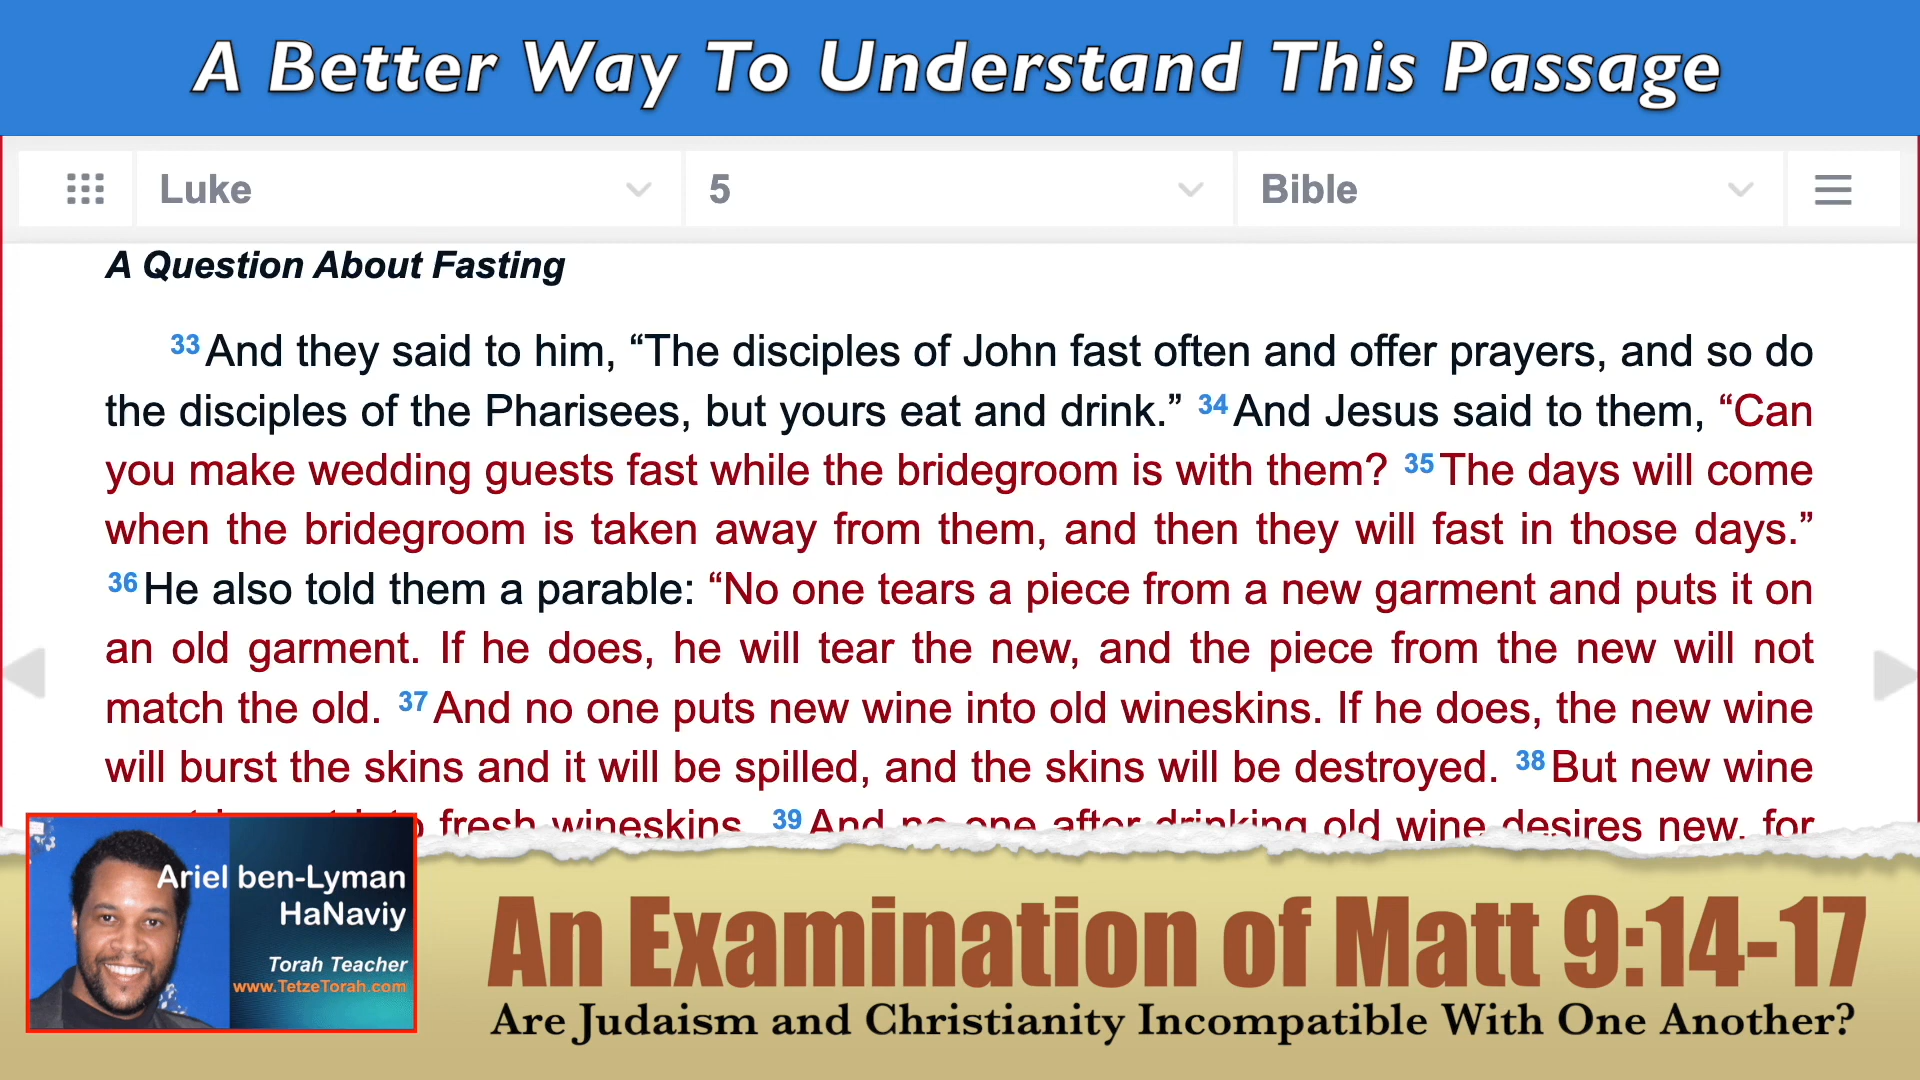 A Better Way To Understand This Passage
Luke
5
Bible
A Question About Fasting
33 And they said to him, “The disciples of John fast often and offer prayers, and so do
the disciples of the Pharisees, but yours eat and drink.” 34 And Jesus said to them, “Can
you make wedding guests fast while the bridegroom is with them? 35 The days will come
when the bridegroom is taken away from them, and then they will fast in those days.”
36 He also told them a parable: “No one tears a piece from a new garment and puts it on
an old garment. If he does, he will tear the new, and the piece from the new will not
match the old. 37 And no one puts new wine into old wineskins. If he does, the new wine
will burst the skins and it will be spilled, and the skins will be destroyed. 38 But new wine
fresh wineskins. 39 And no one after drinking old wine desires new, for
Ariel ben-Lyman
HaNaviy
Torah Teacher
www.TetzeTorah.com
An Examination of Matt 9:14-17
Are Judaism and Christianity Incompatible With One Another?